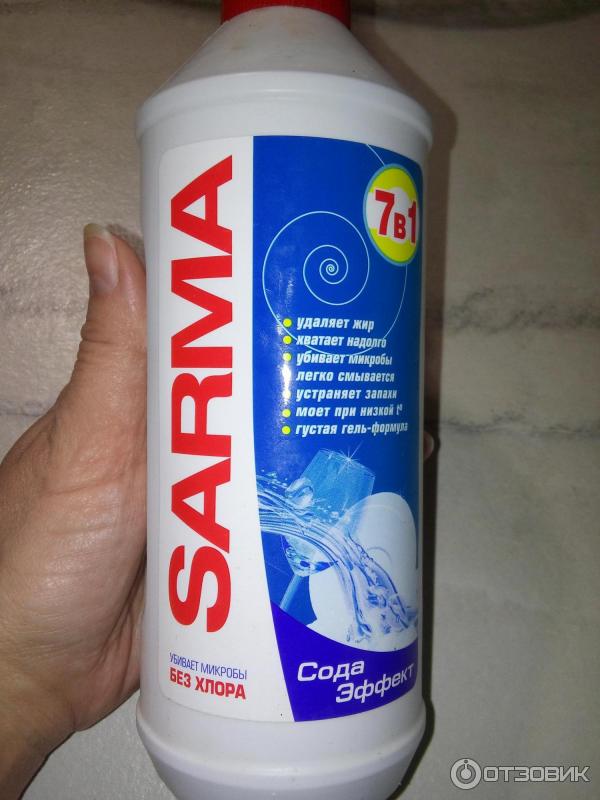 SARMA
7в1
удаляет жир
хватает надолго
убивает микробы
легко смывается
устраняет запахи
моет при низкой t°
густая гель-формула
УБИВАЕТ МИКРОБЫ
БЕЗ ХЛОРА
Сода
Эффект
ОТЗОВИК